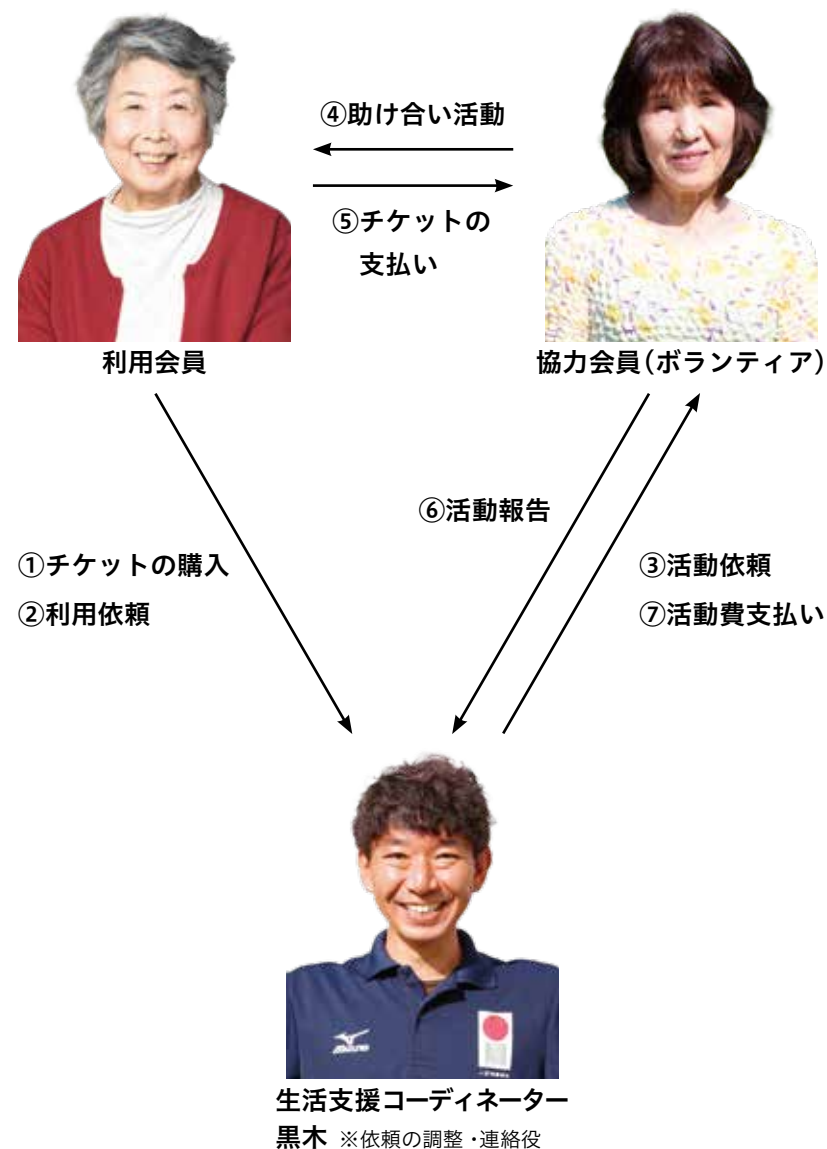 ④助け合い活動
⑤チケットの
支払い
利用会員
協力会員(ボランティア)
⑥活動報告
①チケットの購入
②利用依頼
③活動依頼
⑦活動費支払い
MIZUNO
生活支援コーディネーター
黒木 ※依頼の調整・連絡役